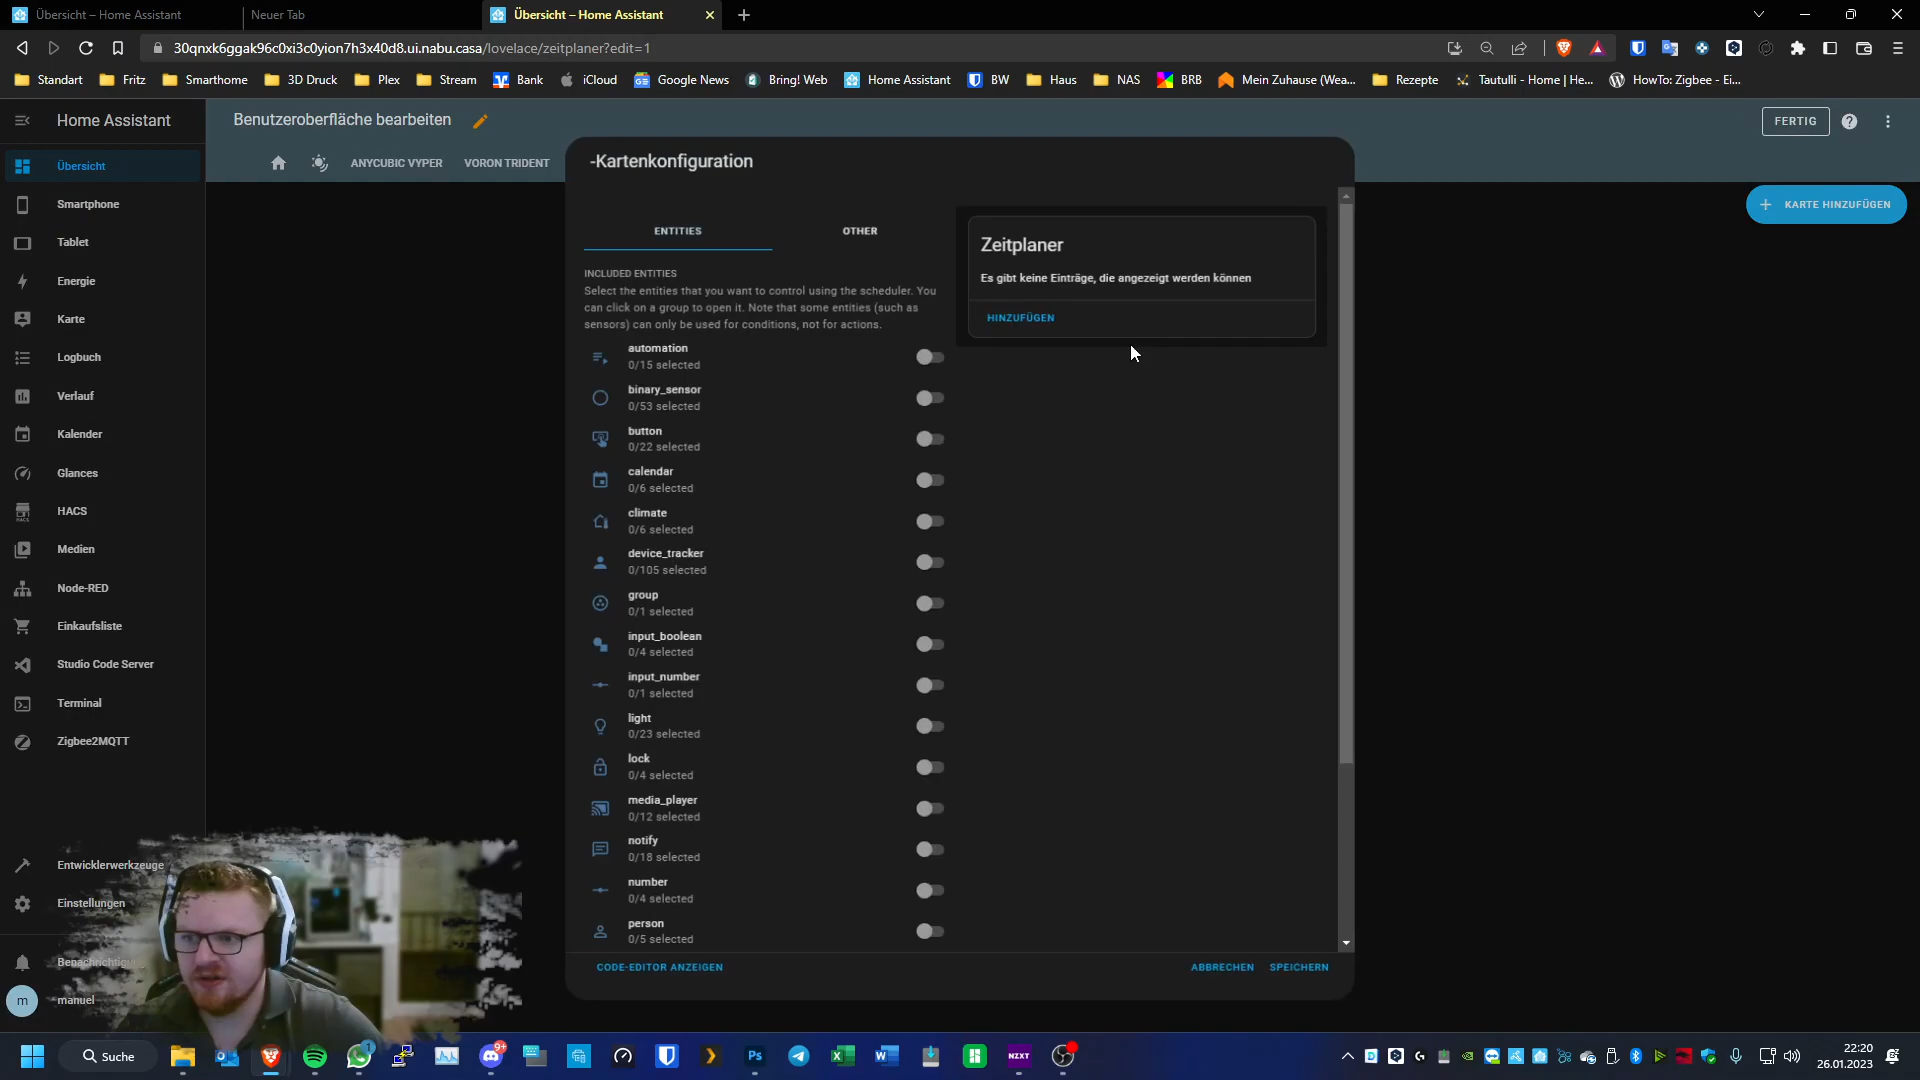 Übersicht – Home Assistant
Neuer Tab
Übersicht – Home Assistant
30qnxk6ggak96c0xi3c0yion7h3x40d8.ui.nabu.casa/lovelace/zeitplaner?edit=1
Standart
Fritz
Smarthome
3D Druck
Plex
Stream
Bank
iCloud
Google News
Bring! Web
Home Assistant
BW
Haus
NAS
BRB
Mein Zuhause (Wea...
Rezepte
Tautulli - Home | He...
HowTo: Zigbee - Ei...
Home Assistant
Benutzeroberfläche bearbeiten
FERTIG
ANYCUBIC VYPER
VORON TRIDENT
KARTE HINZUFÜGEN
Übersicht
Smartphone
Tablet
Energie
Karte
Logbuch
Verlauf
Kalender
Glances
HACS
Medien
Node-RED
Einkaufsliste
Studio Code Server
Terminal
Zigbee2MQTT
Entwicklerwerkzeuge
Einstellungen
m
manuel
-Kartenkonfiguration
ENTITIES
OTHER
INCLUDED ENTITIES
Select the entities that you want to control using the scheduler. You
can click on a group to open it. Note that some entities (such as
sensors) can only be used for conditions, not for actions.
automation
0/15 selected
binary_sensor
0/53 selected
button
0/22 selected
calendar
0/6 selected
climate
0/6 selected
device_tracker
0/105 selected
group
0/1 selected
input_boolean
0/4 selected
input_number
0/1 selected
light
0/23 selected
lock
0/4 selected
media_player
0/12 selected
notify
0/18 selected
number
0/4 selected
person
0/5 selected
Zeitplaner
Es gibt keine Einträge, die angezeigt werden können
HINZUFÜGEN
CODE-EDITOR ANZEIGEN
ABBRECHEN
SPEICHERN
Suche
1
9+
Ps
NZXT
22:20
26.01.2023